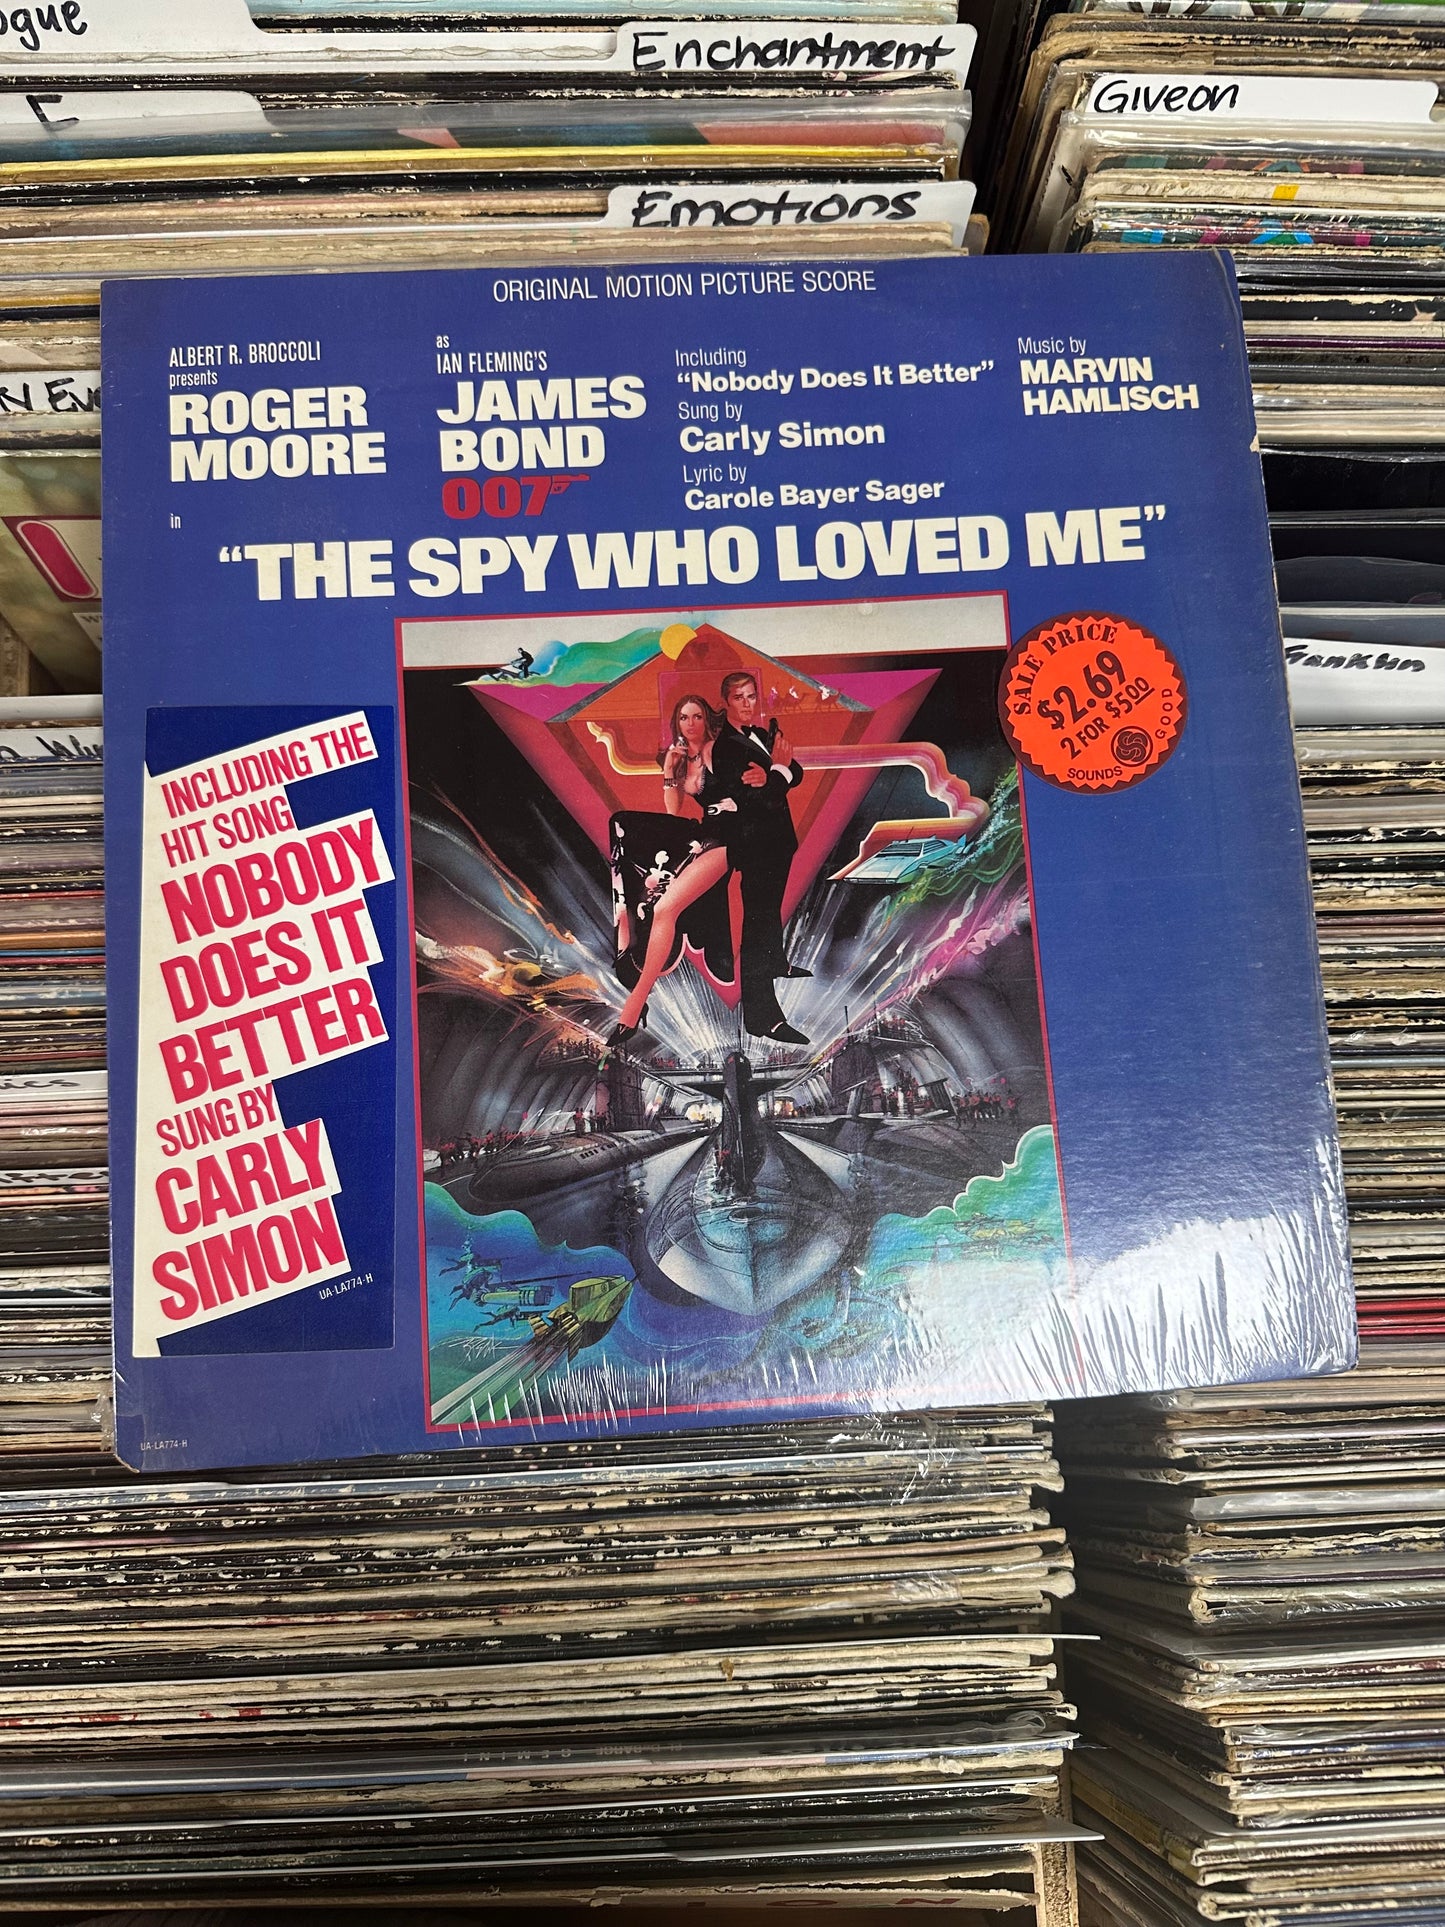 ogue
Enchantment
E
Giveon
Emotions
ORIGINAL MOTION PICTURE SCORE
ALBERT R. BROCCOLI
presents
ROGER
MOORE
as
IAN FLEMING'S
JAMES
BOND
007
Including
"Nobody Does It Better"
Sung by
Carly Simon
Lyric by
Carole Bayer Sager
Music by
MARVIN
HAMLISCH
in
"THE SPY WHO LOVED ME"
SALE PRICE
$2.69
2 FOR $5.00
GOOD
SOUNDS
Franklin
INCLUDING THE
HIT SONG
NOBODY
DOES IT
BETTER
SUNG BY
CARLY
SIMON
UA-LA774-H
UA-LA774-H